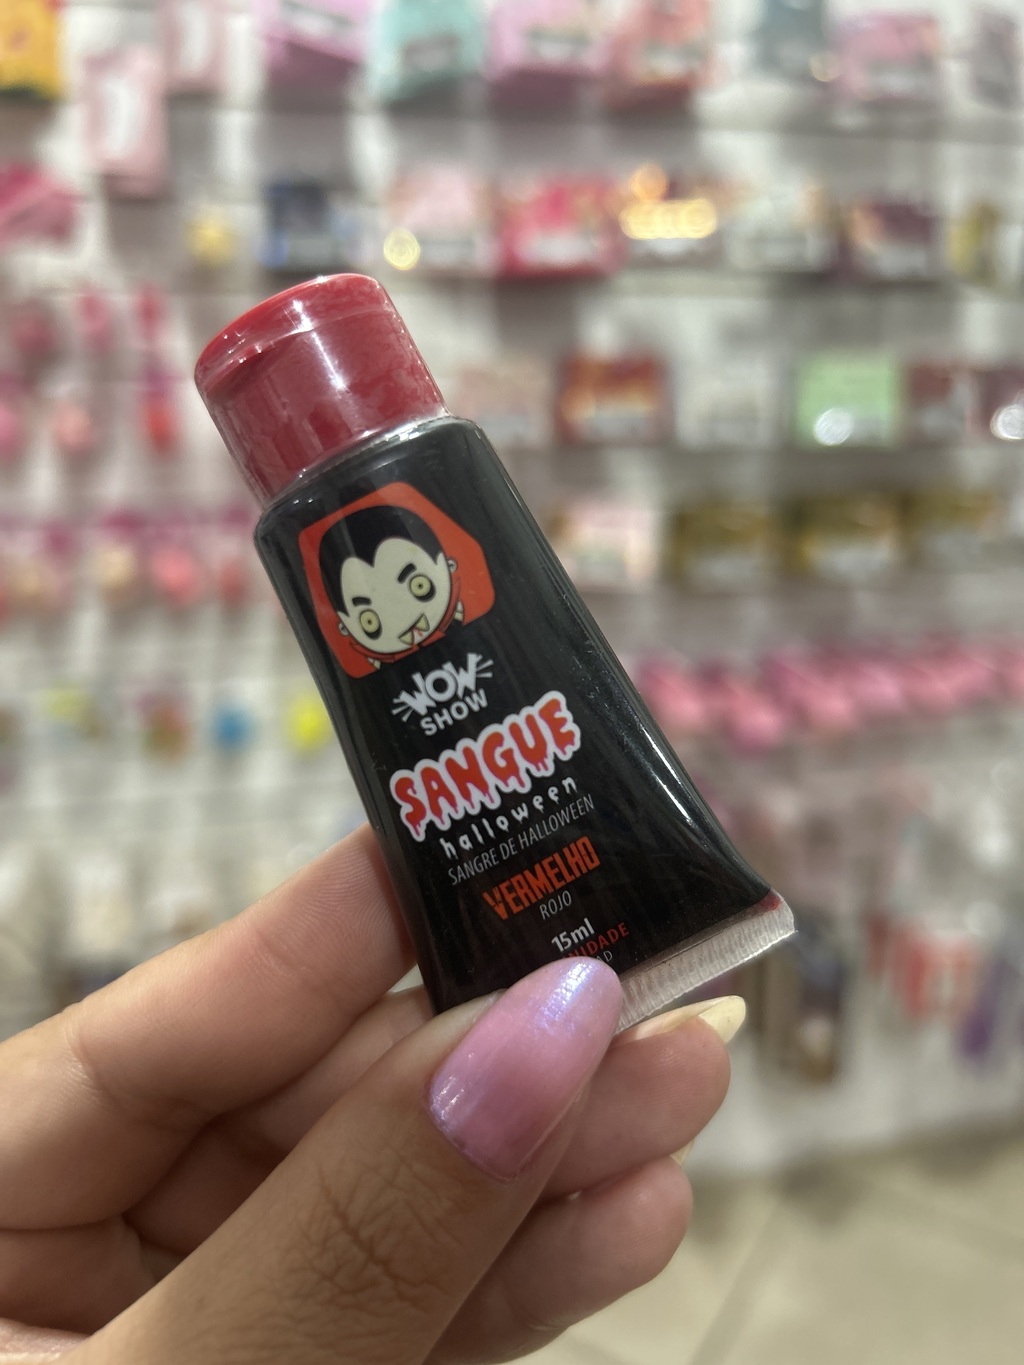 WOW
SHOW
SANGUE
halloween
SANGRE DE HALLOWEEN
VERMELHO
ROJO
15ml